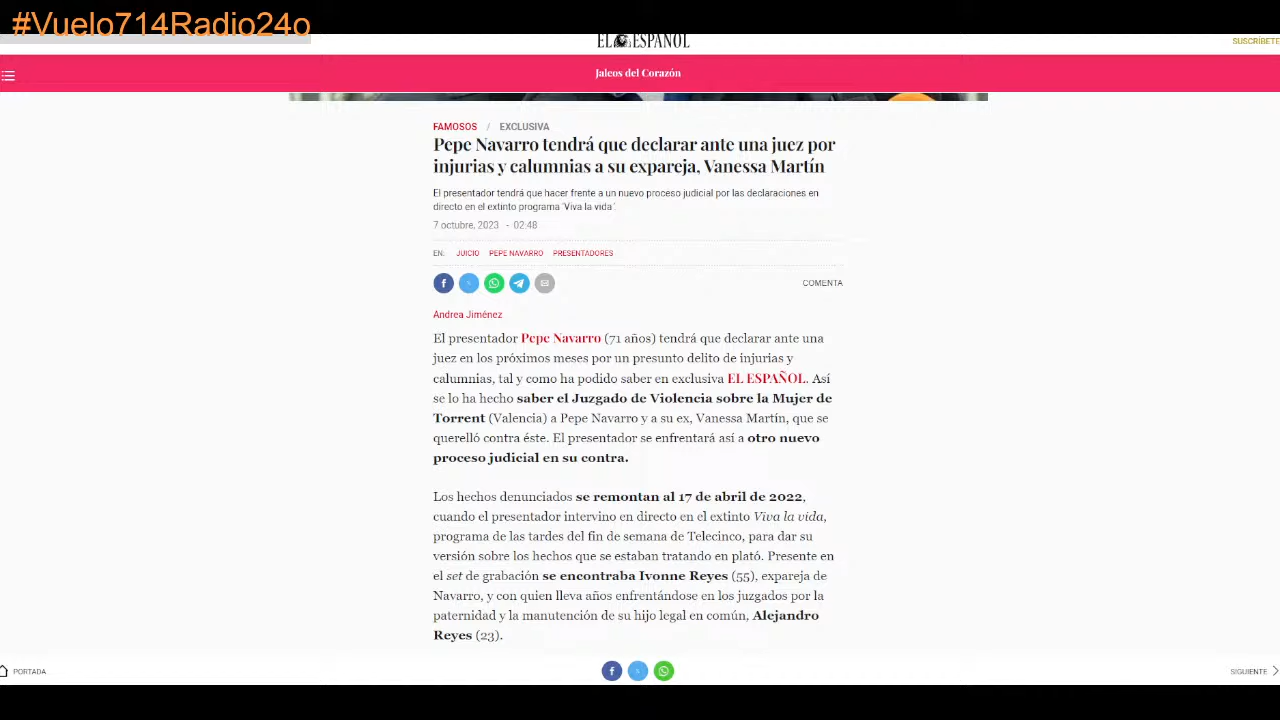 #Vuelo714Radio24o
EL ESPAÑOL
SUSCRÍBETE
Jaleos del Corazón
FAMOSOS / EXCLUSIVA
Pepe Navarro tendrá que declarar ante una juez por
injurias y calumnias a su expareja, Vanessa Martín
El presentador tendrá que hacer frente a un nuevo proceso judicial por las declaraciones en
directo en el extinto programa 'Viva la vida'.
7 octubre, 2023 - 02:48
EN: JUICIO PEPE NAVARRO PRESENTADORES
COMENTA
Andrea Jiménez
El presentador Pepe Navarro (71 años) tendrá que declarar ante una
juez en los próximos meses por un presunto delito de injurias y
calumnias, tal y como ha podido saber en exclusiva EL ESPAÑOL. Así
se lo ha hecho saber el Juzgado de Violencia sobre la Mujer de
Torrent (Valencia) a Pepe Navarro y a su ex, Vanessa Martín, que se
querelló contra éste. El presentador se enfrentará así a otro nuevo
proceso judicial en su contra.
Los hechos denunciados se remontan al 17 de abril de 2022,
cuando el presentador intervino en directo en el extinto Viva la vida,
programa de las tardes del fin de semana de Telecinco, para dar su
versión sobre los hechos que se estaban tratando en plató. Presente en
el set de grabación se encontraba Ivonne Reyes (55), expareja de
Navarro, y con quien lleva años enfrentándose en los juzgados por la
paternidad y la manutención de su hijo legal en común, Alejandro
Reyes (23).
PORTADA
SIGUIENTE